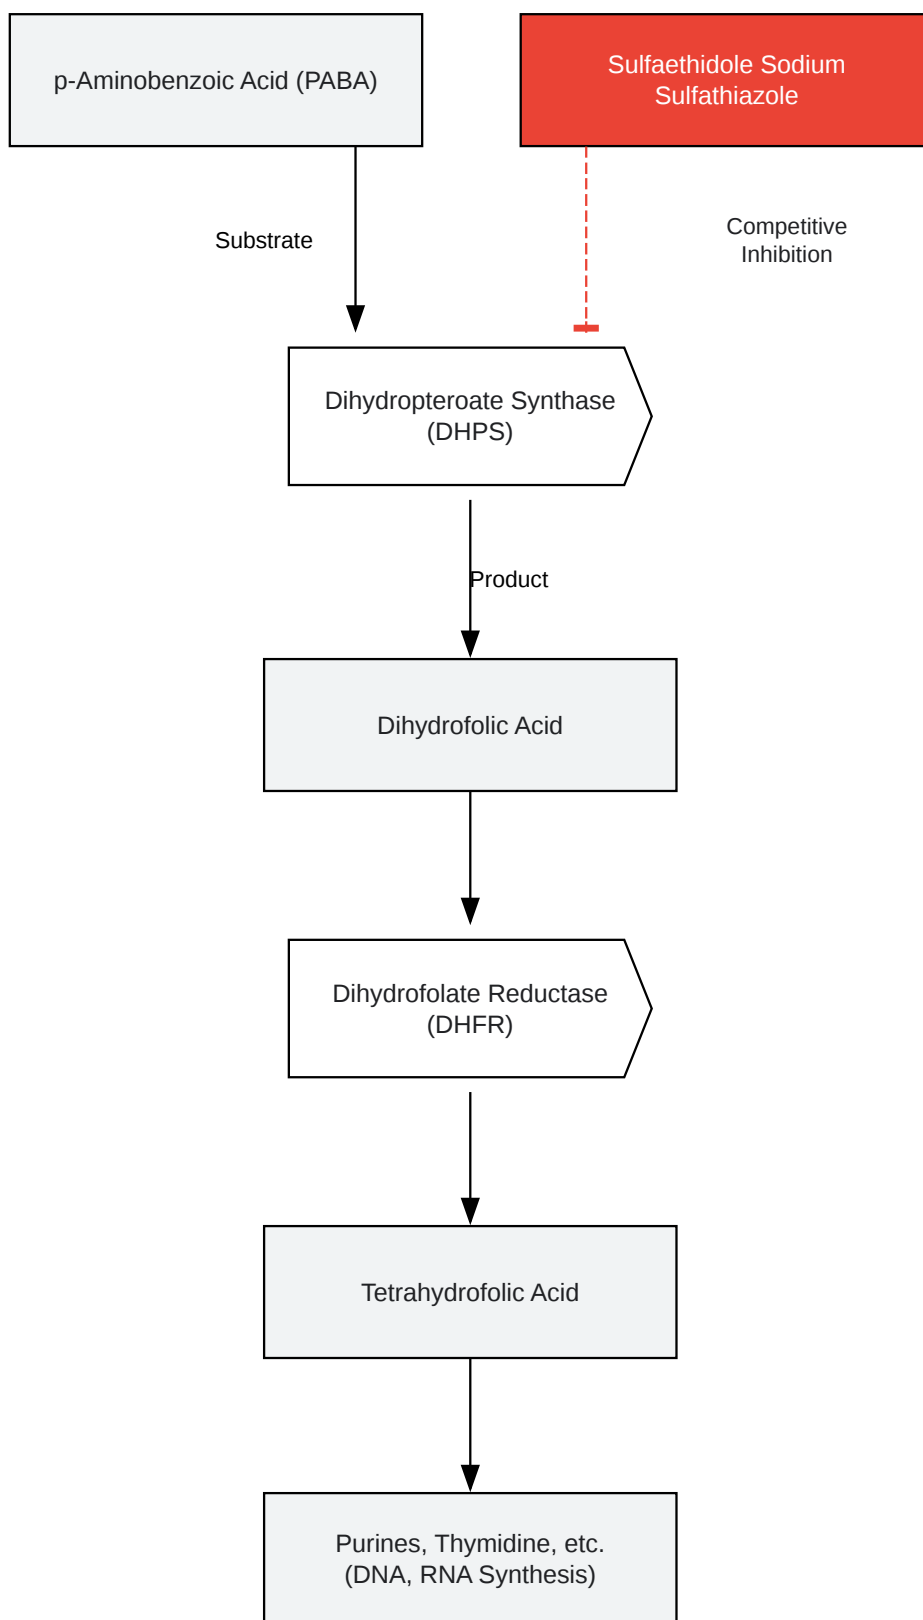 p-Aminobenzoic Acid (PABA)
Sulfaethidole Sodium
Sulfathiazole
Substrate
Competitive
Inhibition
Dihydropteroate Synthase
(DHPS)
Product
Dihydrofolic Acid
Dihydrofolate Reductase
(DHFR)
Tetrahydrofolic Acid
Purines, Thymidine, etc.
(DNA, RNA Synthesis)